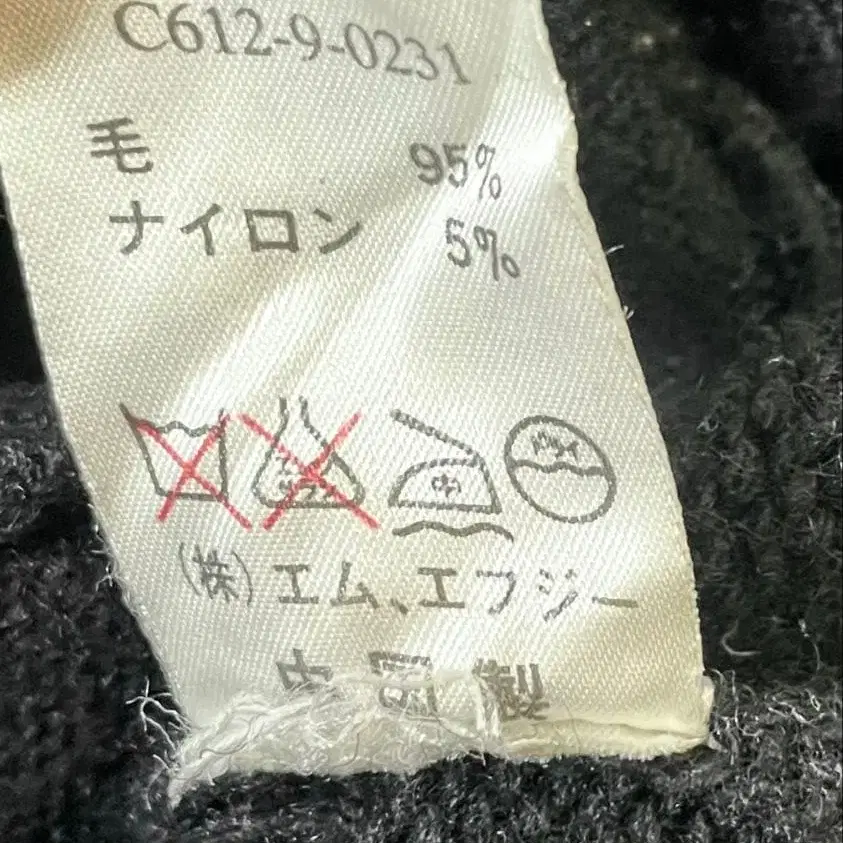 C612-9-0231
毛 95%
ナイロン 5%
中
(株)エム、エフジー
中国製